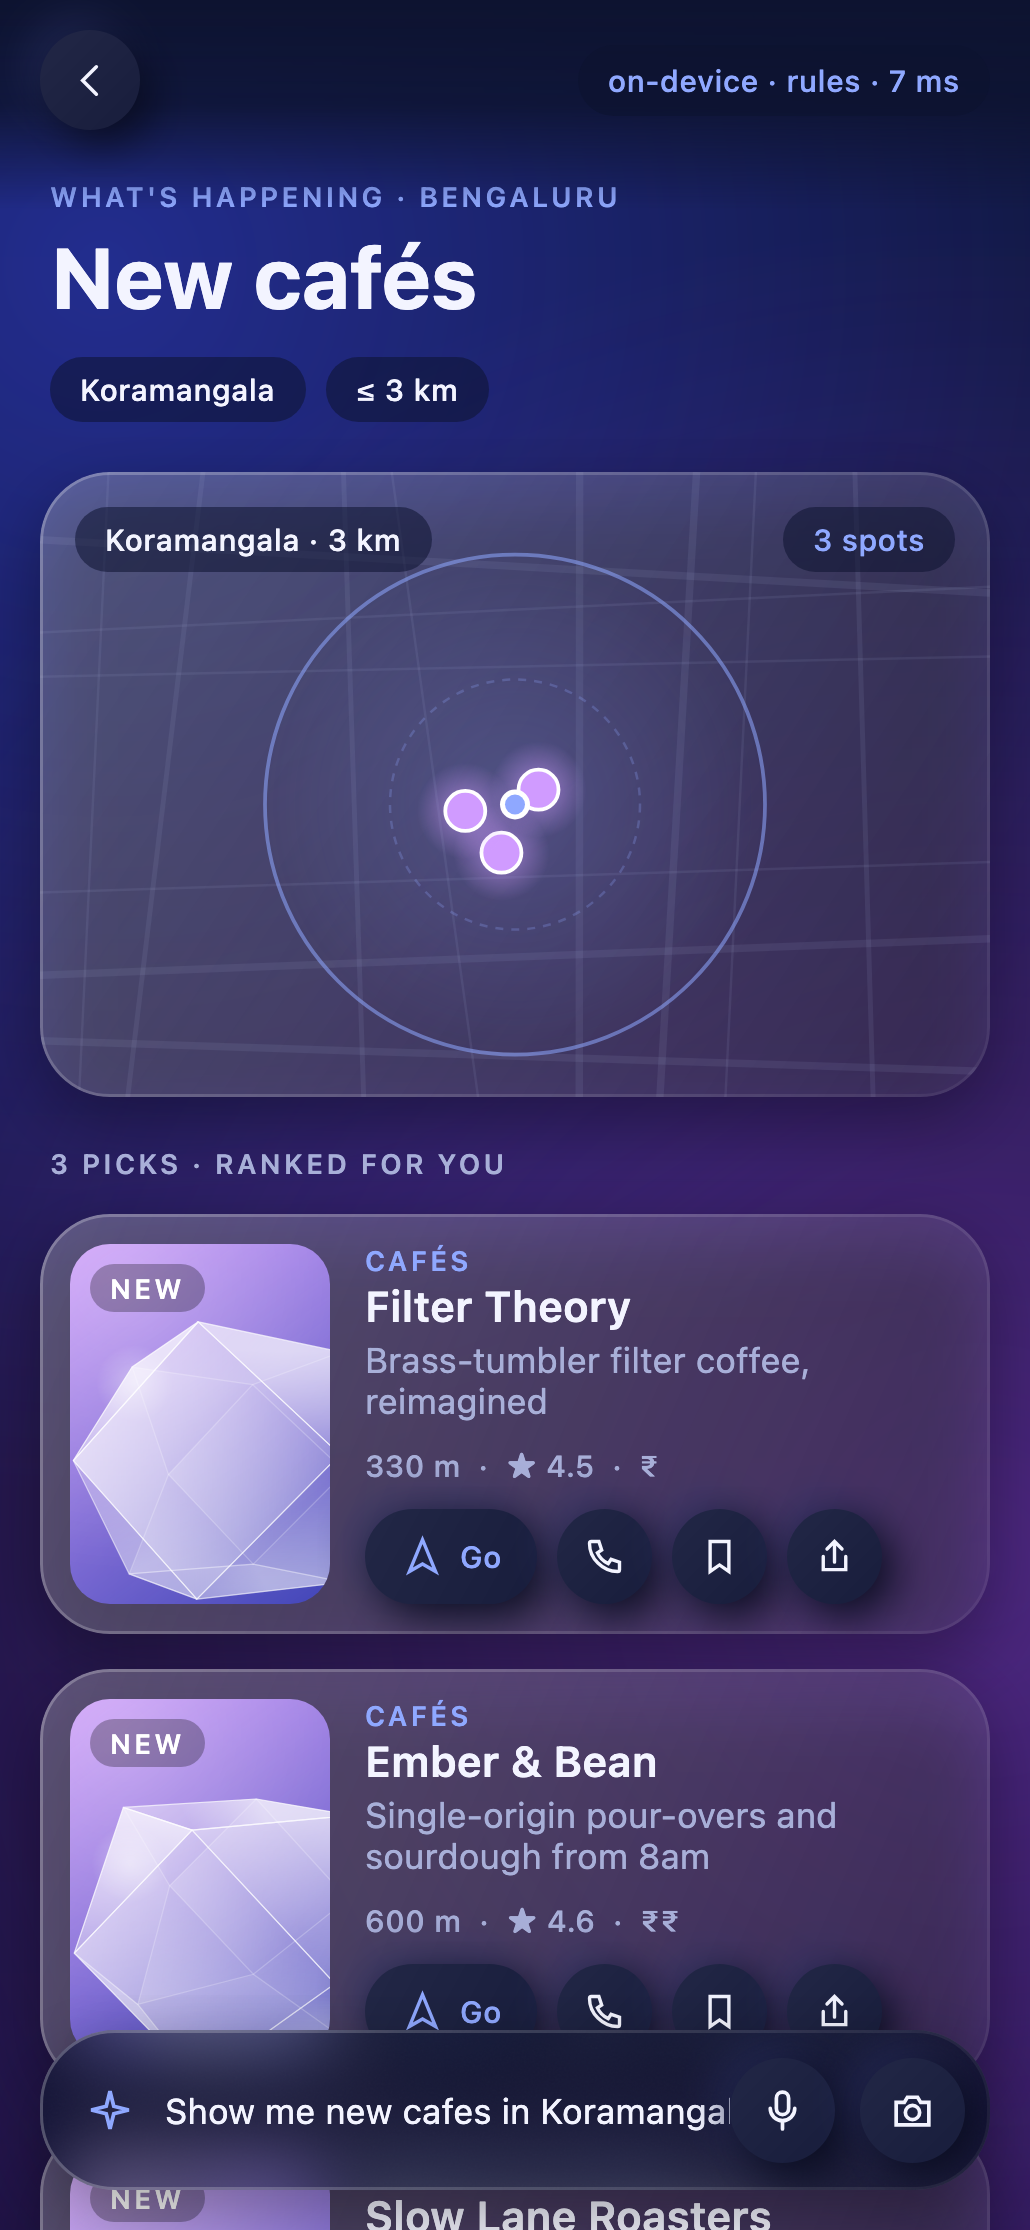 on-device · rules · 7 ms
WHAT'S HAPPENING · BENGALURU
New cafés
Koramangala
≤ 3 km
Koramangala · 3 km
3 spots
3 PICKS · RANKED FOR YOU
NEW
CAFÉS
Filter Theory
Brass-tumbler filter coffee,
reimagined
330 m · ★ 4.5 · ₹
Go
NEW
CAFÉS
Ember & Bean
Single-origin pour-overs and
sourdough from 8am
600 m · ★ 4.6 · ₹₹
Go
Show me new cafes in Koramangal
NEW
Slow Lane Roasters